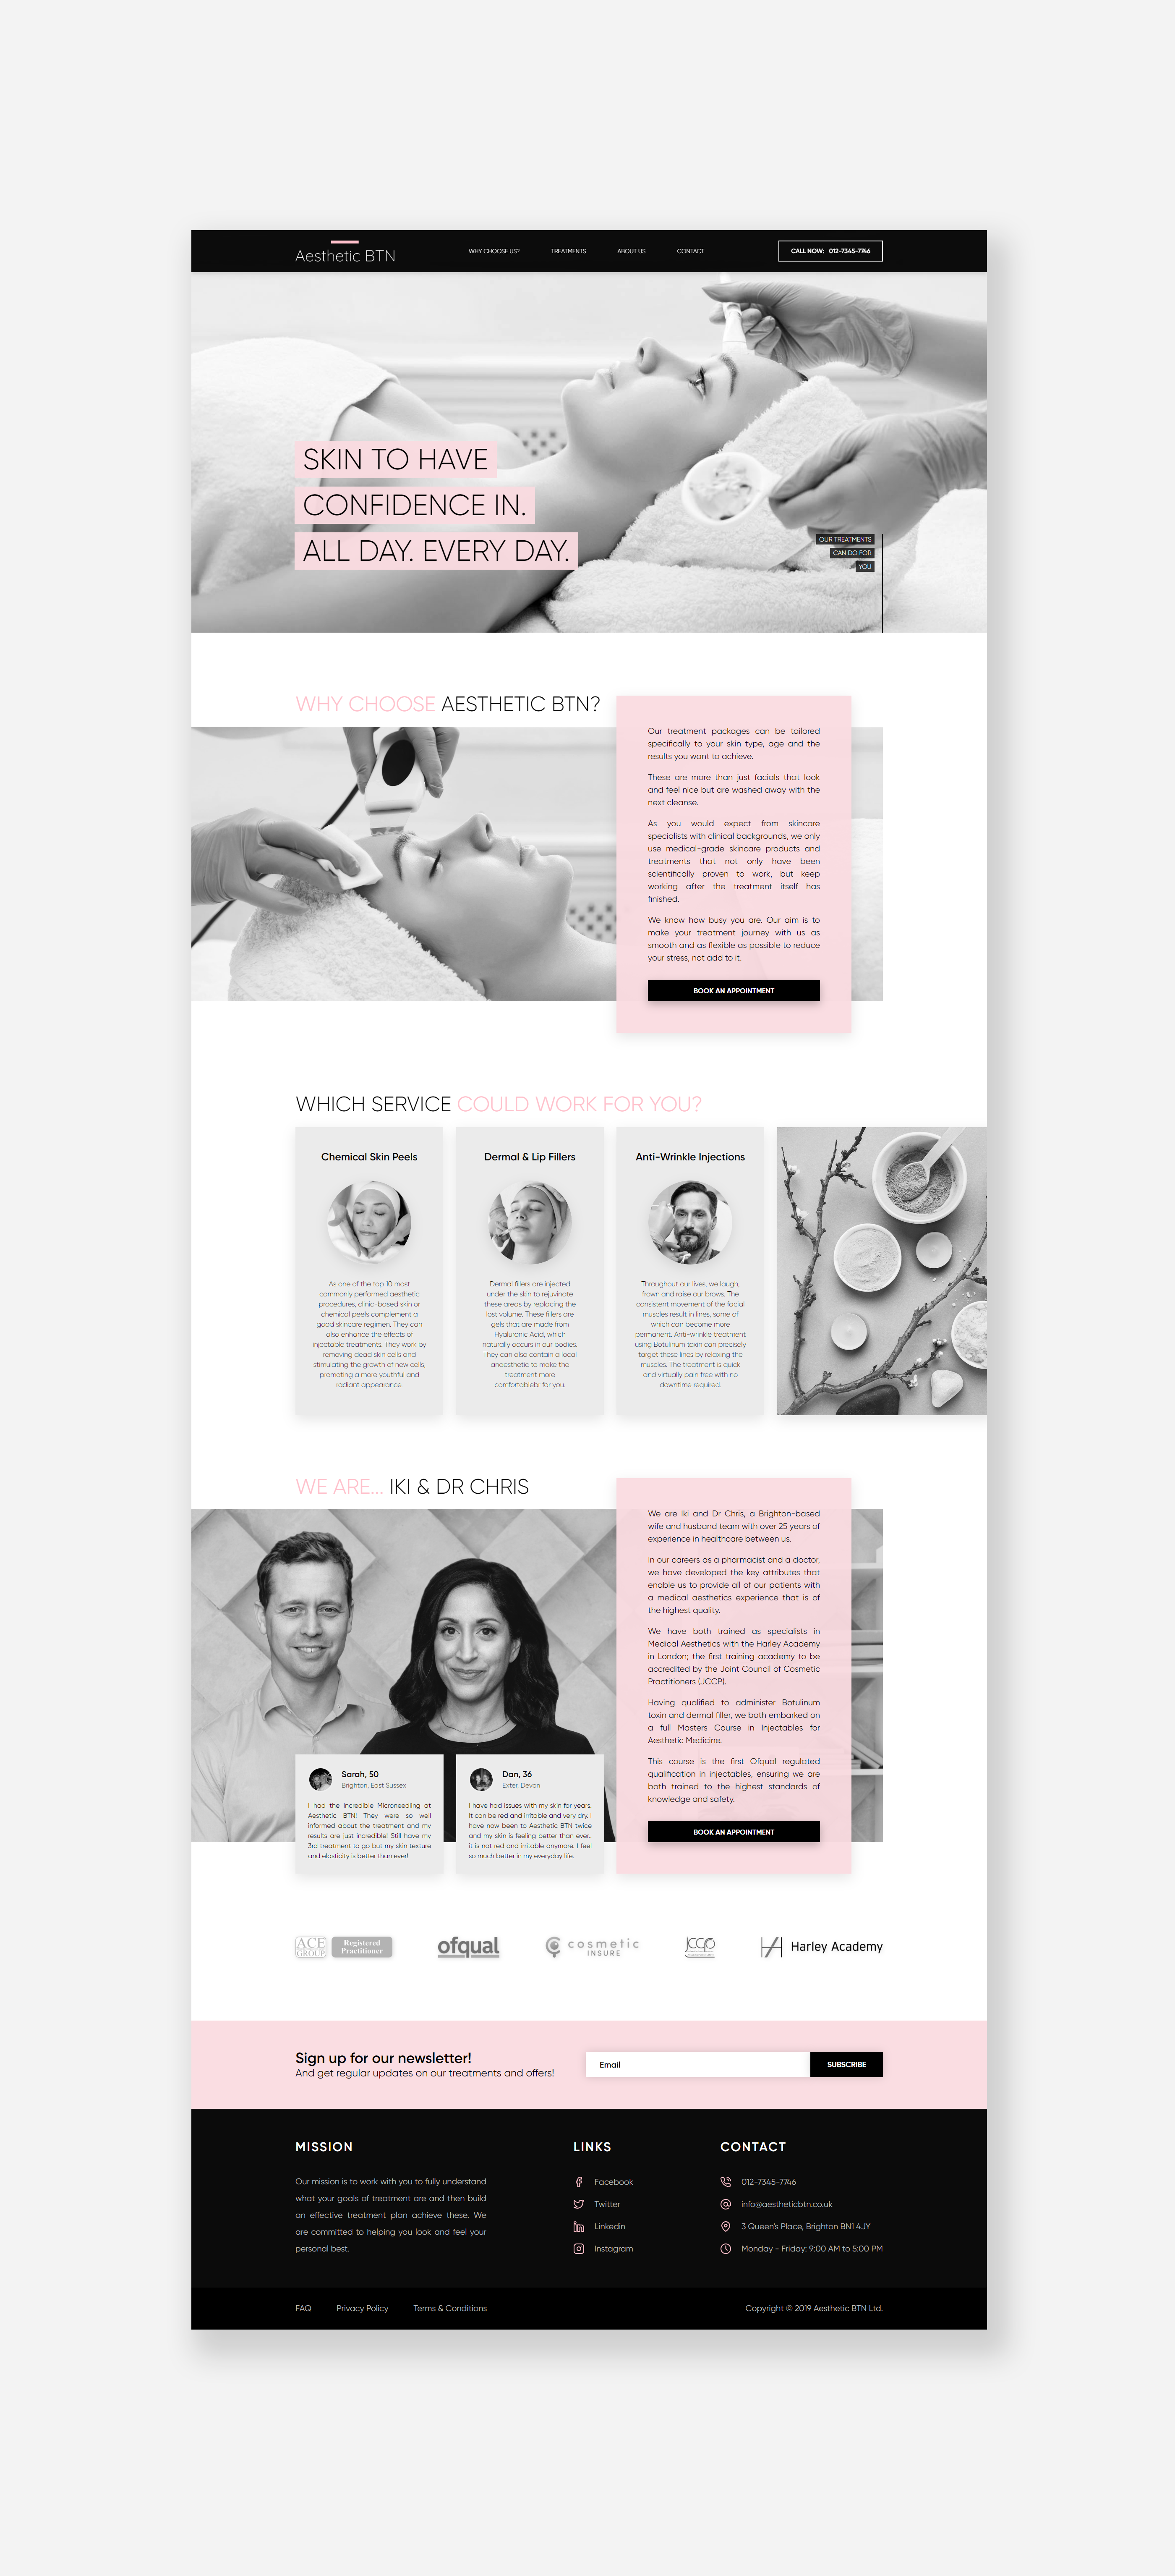 Aesthetic BTN
WHY CHOOSE US?
TREATMENTS
ABOUT US
CONTACT
CALL NOW: 012-7345-7746
SKIN TO HAVE
CONFIDENCE IN.
ALL DAY. EVERY DAY.
OUR TREATMENTS
CAN DO FOR
YOU
WHY CHOOSE AESTHETIC BTN?
Our treatment packages can be tailored
specifically to your skin type, age and the
results you want to achieve.
These are more than just facials that look
and feel nice but are washed away with the
next cleanse.
As you would expect from skincare
specialists with clinical backgrounds, we only
use medical-grade skincare products and
treatments that not only have been
scientifically proven to work, but keep
working after the treatment itself has
finished.
We know how busy you are. Our aim is to
make your treatment journey with us as
smooth and as flexible as possible to reduce
your stress, not add to it.
BOOK AN APPOINTMENT
WHICH SERVICE COULD WORK FOR YOU?
Chemical Skin Peels
As one of the top 10 most
commonly performed aesthetic
procedures, clinic-based skin or
chemical peels complement a
good skincare regimen. They can
also enhance the effects of
injectable treatments. They work by
removing dead skin cells and
stimulating the growth of new cells,
promoting a more youthful and
radiant appearance.
Dermal & Lip Fillers
Dermal fillers are injected
under the skin to rejuvinate
these areas by replacing the
lost volume. These fillers are
gels that are made from
Hyaluronic Acid, which
naturally occurs in our bodies.
They can also contain a local
anaesthetic to make the
treatment more
comfortablebr for you.
Anti-Wrinkle Injections
Throughout our lives, we laugh,
frown and raise our brows. The
consistent movement of the facial
muscles result in lines, some of
which can become more
permanent. Anti-wrinkle treatment
using Botulinum toxin can precisely
target these lines by relaxing the
muscles. The treatment is quick
and virtually pain free with no
downtime required.
WE ARE... IKI & DR CHRIS
We are Iki and Dr Chris, a Brighton-based
wife and husband team with over 25 years of
experience in healthcare between us.
In our careers as a pharmacist and a doctor,
we have developed the key attributes that
enable us to provide all of our patients with
a medical aesthetics experience that is of
the highest quality.
We have both trained as specialists in
Medical Aesthetics with the Harley Academy
in London; the first training academy to be
accredited by the Joint Council of Cosmetic
Practitioners (JCCP).
Having qualified to administer Botulinum
toxin and dermal filler, we both embarked on
a full Masters Course in Injectables for
Aesthetic Medicine.
This course is the first Ofqual regulated
qualification in injectables, ensuring we are
both trained to the highest standards of
knowledge and safety.
BOOK AN APPOINTMENT
Sarah, 50
Brighton, East Sussex
I had the Incredible Microneedling at
Aesthetic BTN! They were so well
informed about the treatment and my
results are just incredible! Still have my
3rd treatment to go but my skin texture
and elasticity is better than ever!
Dan, 36
Exter, Devon
I have had issues with my skin for years.
It can be red and irritable and very dry. I
have now been to Aesthetic BTN twice
and my skin is feeling better than ever..
it is not red and irritable anymore. I feel
so much better in my everyday life.
ACE
GROUP
Registered
Practitioner
ofqual
cosmetic
INSURE
jccp
Harley Academy
Sign up for our newsletter!
And get regular updates on our treatments and offers!
Email
SUBSCRIBE
MISSION
Our mission is to work with you to fully understand
what your goals of treatment are and then build
an effective treatment plan achieve these. We
are committed to helping you look and feel your
personal best.
LINKS
Facebook
Twitter
Linkedin
Instagram
CONTACT
012-7345-7746
info@aestheticbtn.co.uk
3 Queen's Place, Brighton BN1 4JY
Monday - Friday: 9:00 AM to 5:00 PM
FAQ
Privacy Policy
Terms & Conditions
Copyright © 2019 Aesthetic BTN Ltd.